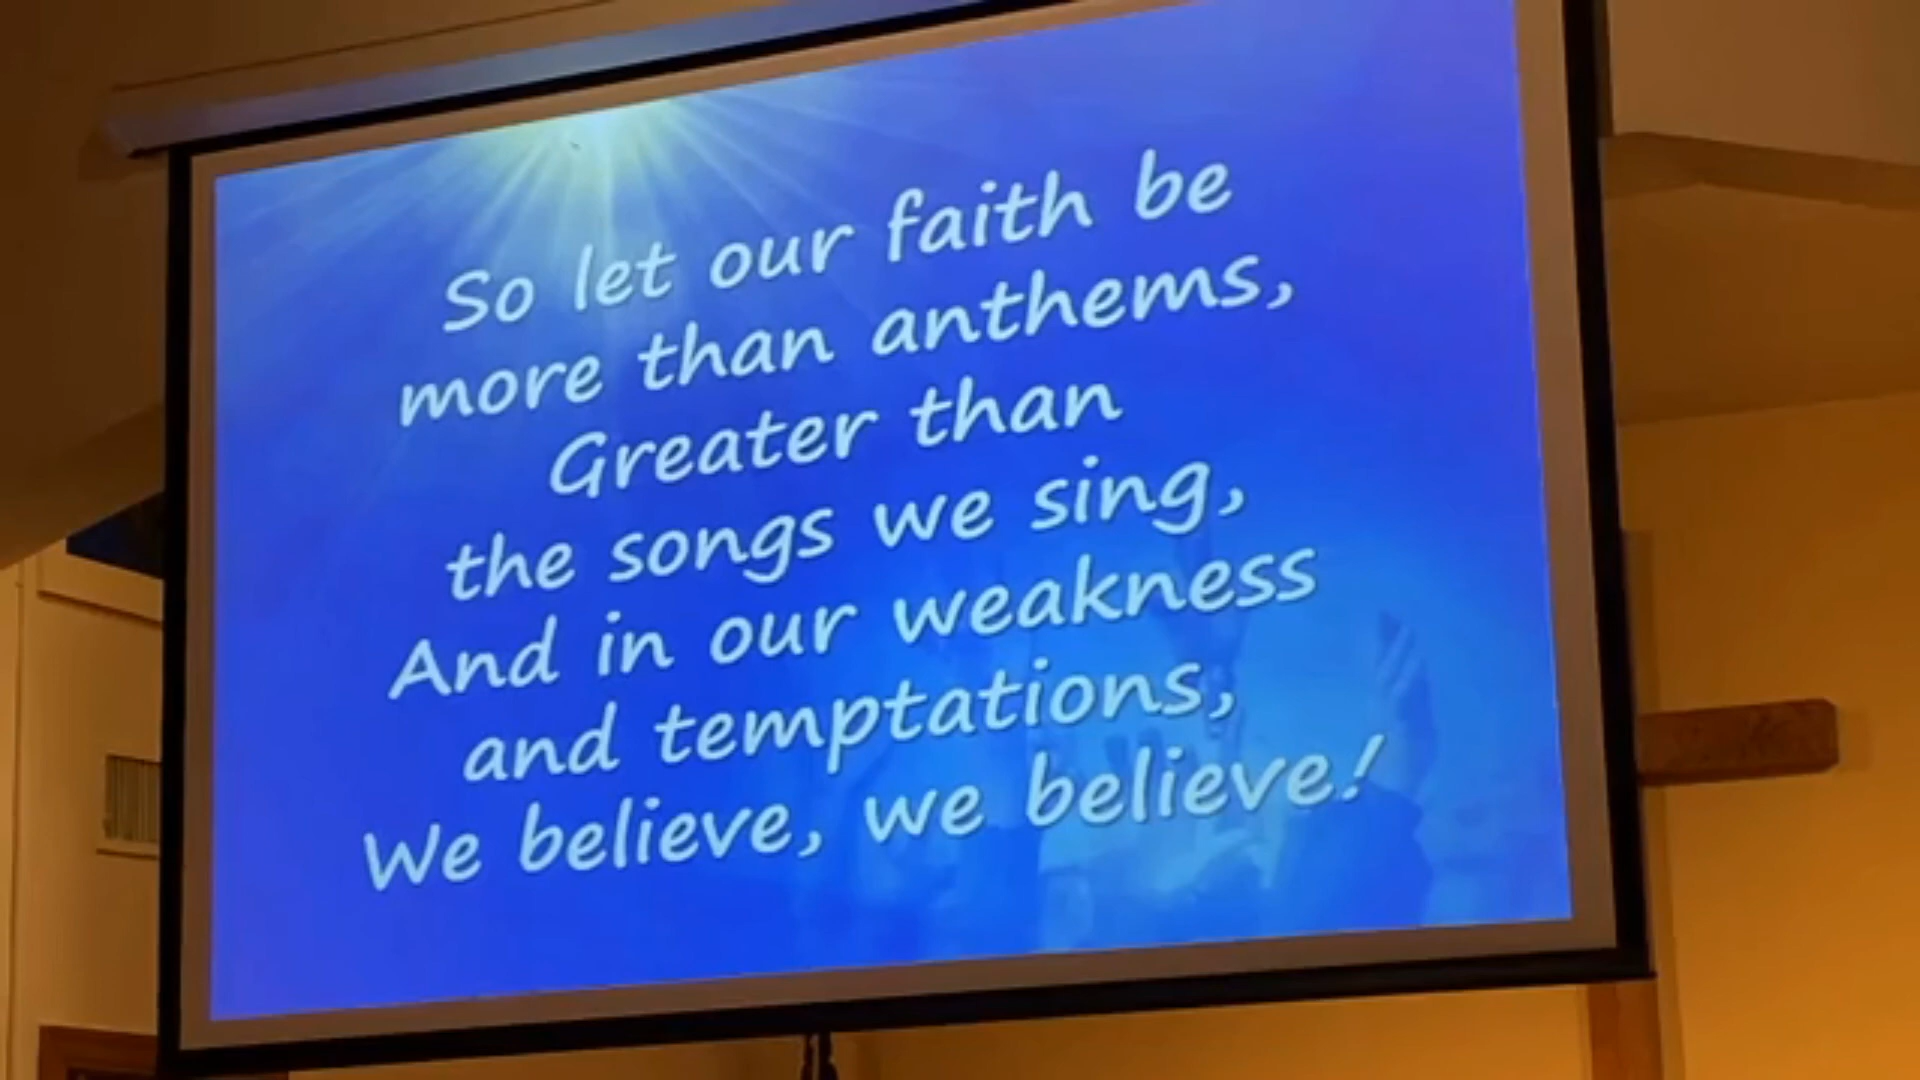 So let our faith be
more than anthems,
Greater than
the songs we sing,
And in our weakness
and temptations,
We believe, we believe!